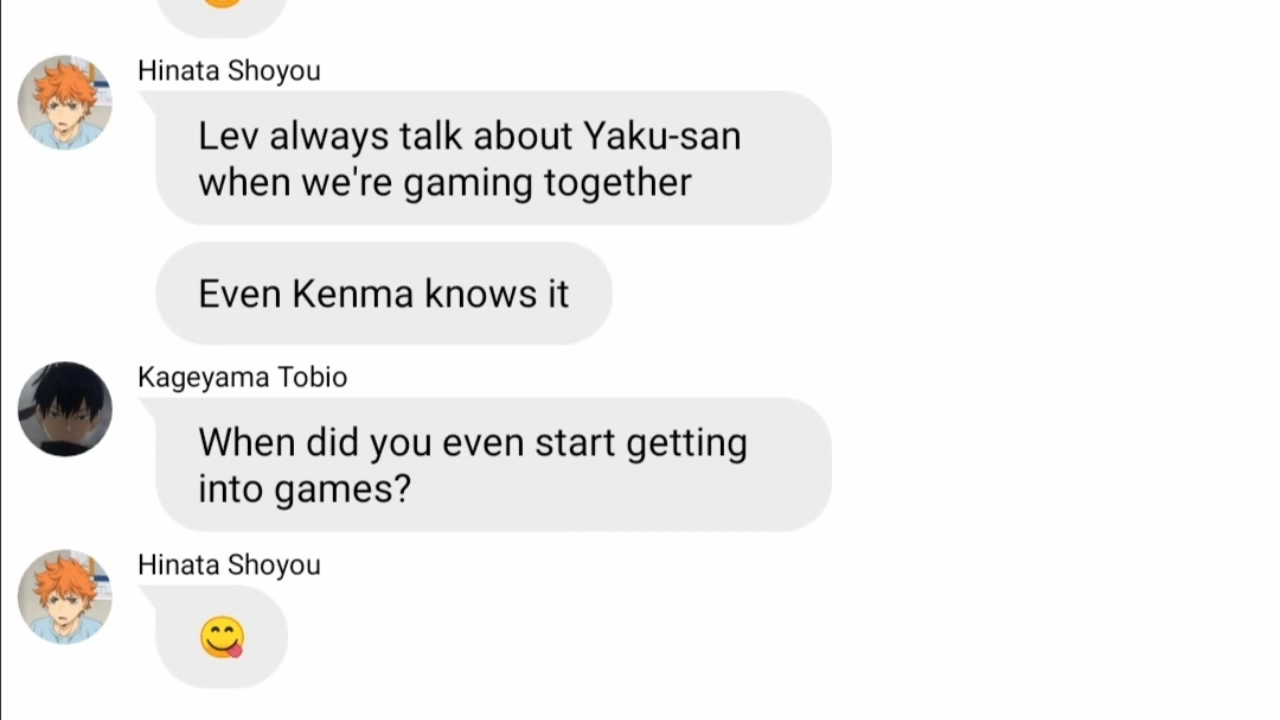 Hinata Shoyou
Lev always talk about Yaku-san
when we're gaming together
Even Kenma knows it
Kageyama Tobio
When did you even start getting
into games?
Hinata Shoyou
😋